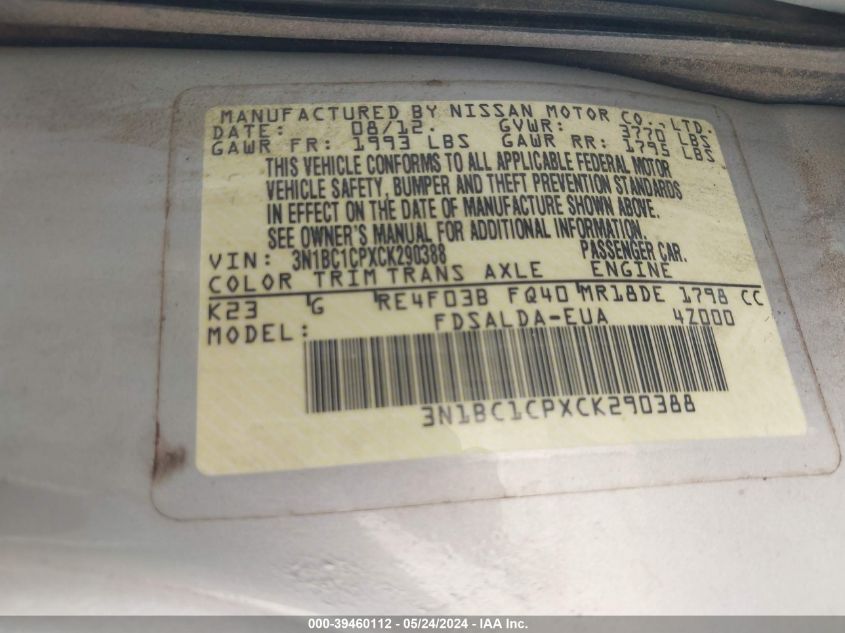 MANUFACTURED BY NISSAN MOTOR CO., LTD.
DATE: 08/12. GVWR: 3770 LBS
GAWR FR: 1993 LBS GAWR RR: 1795 LBS
THIS VEHICLE CONFORMS TO ALL APPLICABLE FEDERAL MOTOR
VEHICLE SAFETY, BUMPER AND THEFT PREVENTION STANDARDS
IN EFFECT ON THE DATE OF MANUFACTURE SHOWN ABOVE.
SEE OWNER'S MANUAL FOR ADDITIONAL INFORMATION.
VIN: 3N1BC1CPXCK290388 PASSENGER CAR.
COLOR TRIM TRANS AXLE ENGINE
K23 G RE4F03B FQ40 MR18DE 1798 CC
MODEL: FDSALDA-EUA 4Z000
3N1BC1CPXCK290388
000-39460112 - 05/24/2024 - IAA Inc.